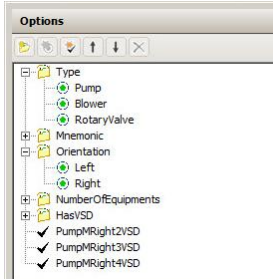 Options
Type
Pump
Blower
RotaryValve
Mnemonic
Orientation
Left
Right
NumberOfEquipments
HasVSD
PumpMRight2VSD
PumpMRight3VSD
PumpMRight4VSD